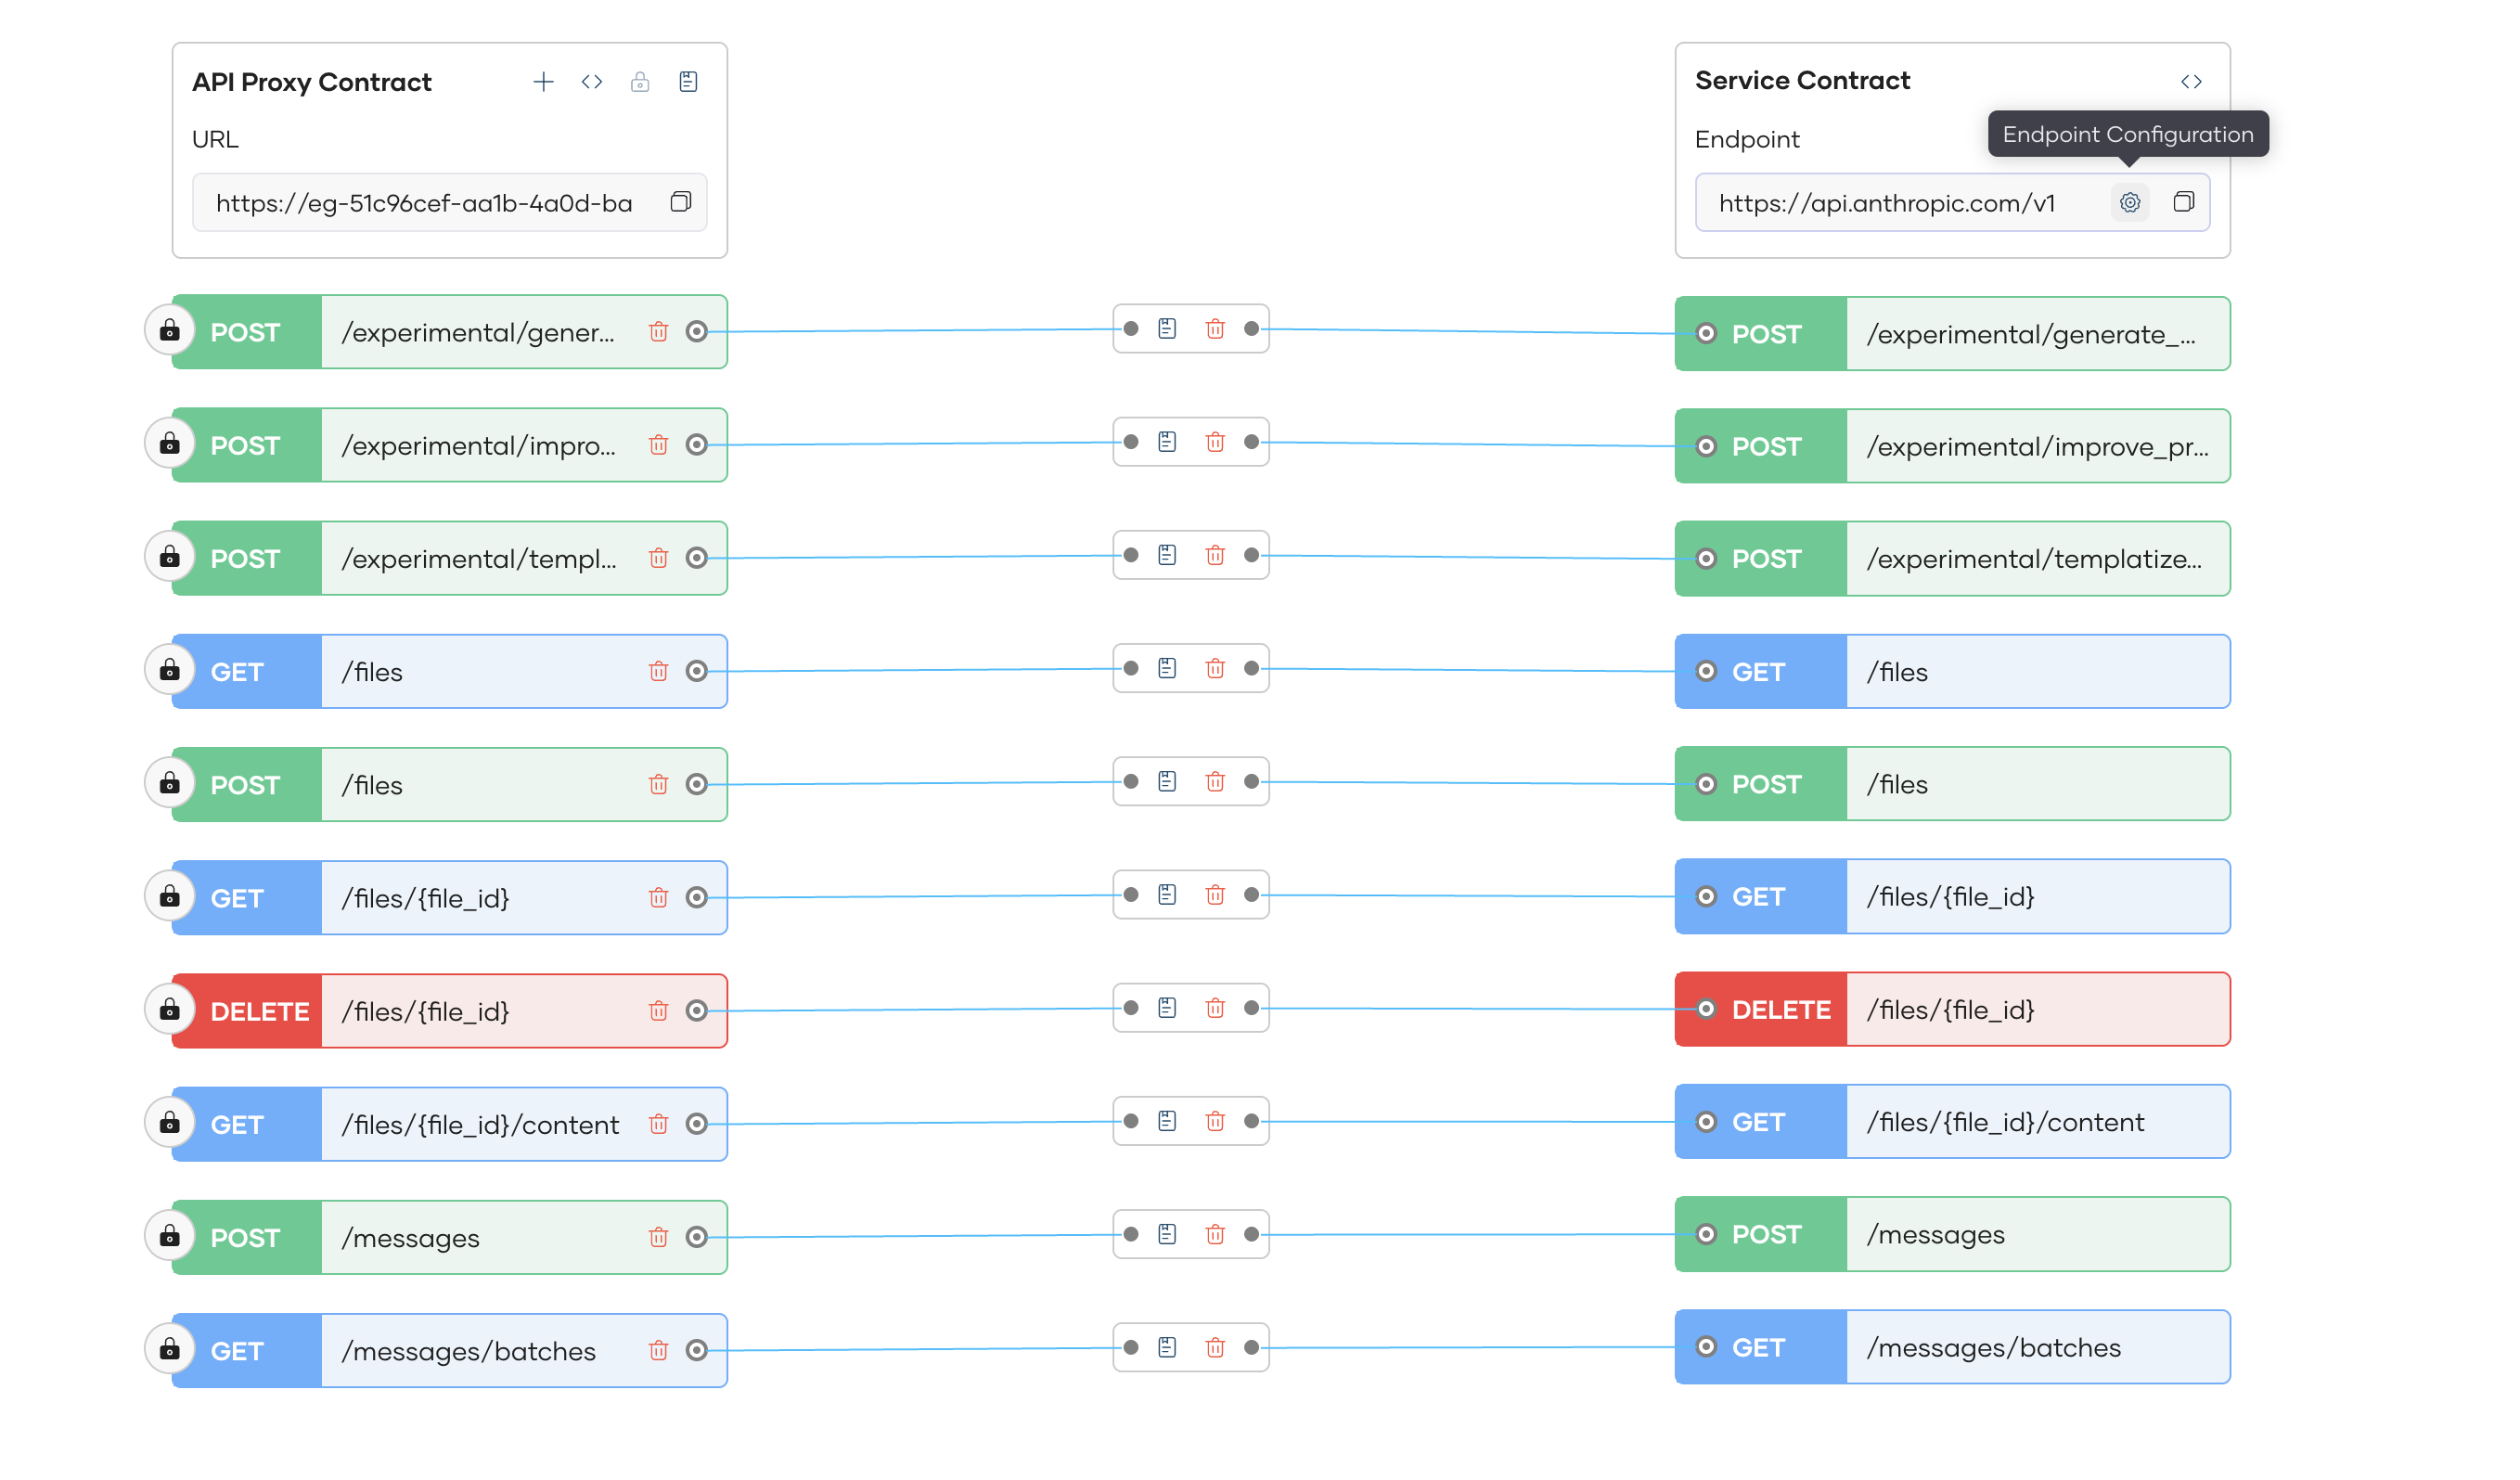 API Proxy Contract
URL
https://eg-51c96cef-aa1b-4a0d-ba
Service Contract
Endpoint
Endpoint Configuration
https://api.anthropic.com/v1
POST /experimental/gener...
POST /experimental/generate_...
POST /experimental/impro...
POST /experimental/improve_pr...
POST /experimental/templ...
POST /experimental/templatize...
GET /files
GET /files
POST /files
POST /files
GET /files/{file_id}
GET /files/{file_id}
DELETE /files/{file_id}
DELETE /files/{file_id}
GET /files/{file_id}/content
GET /files/{file_id}/content
POST /messages
POST /messages
GET /messages/batches
GET /messages/batches